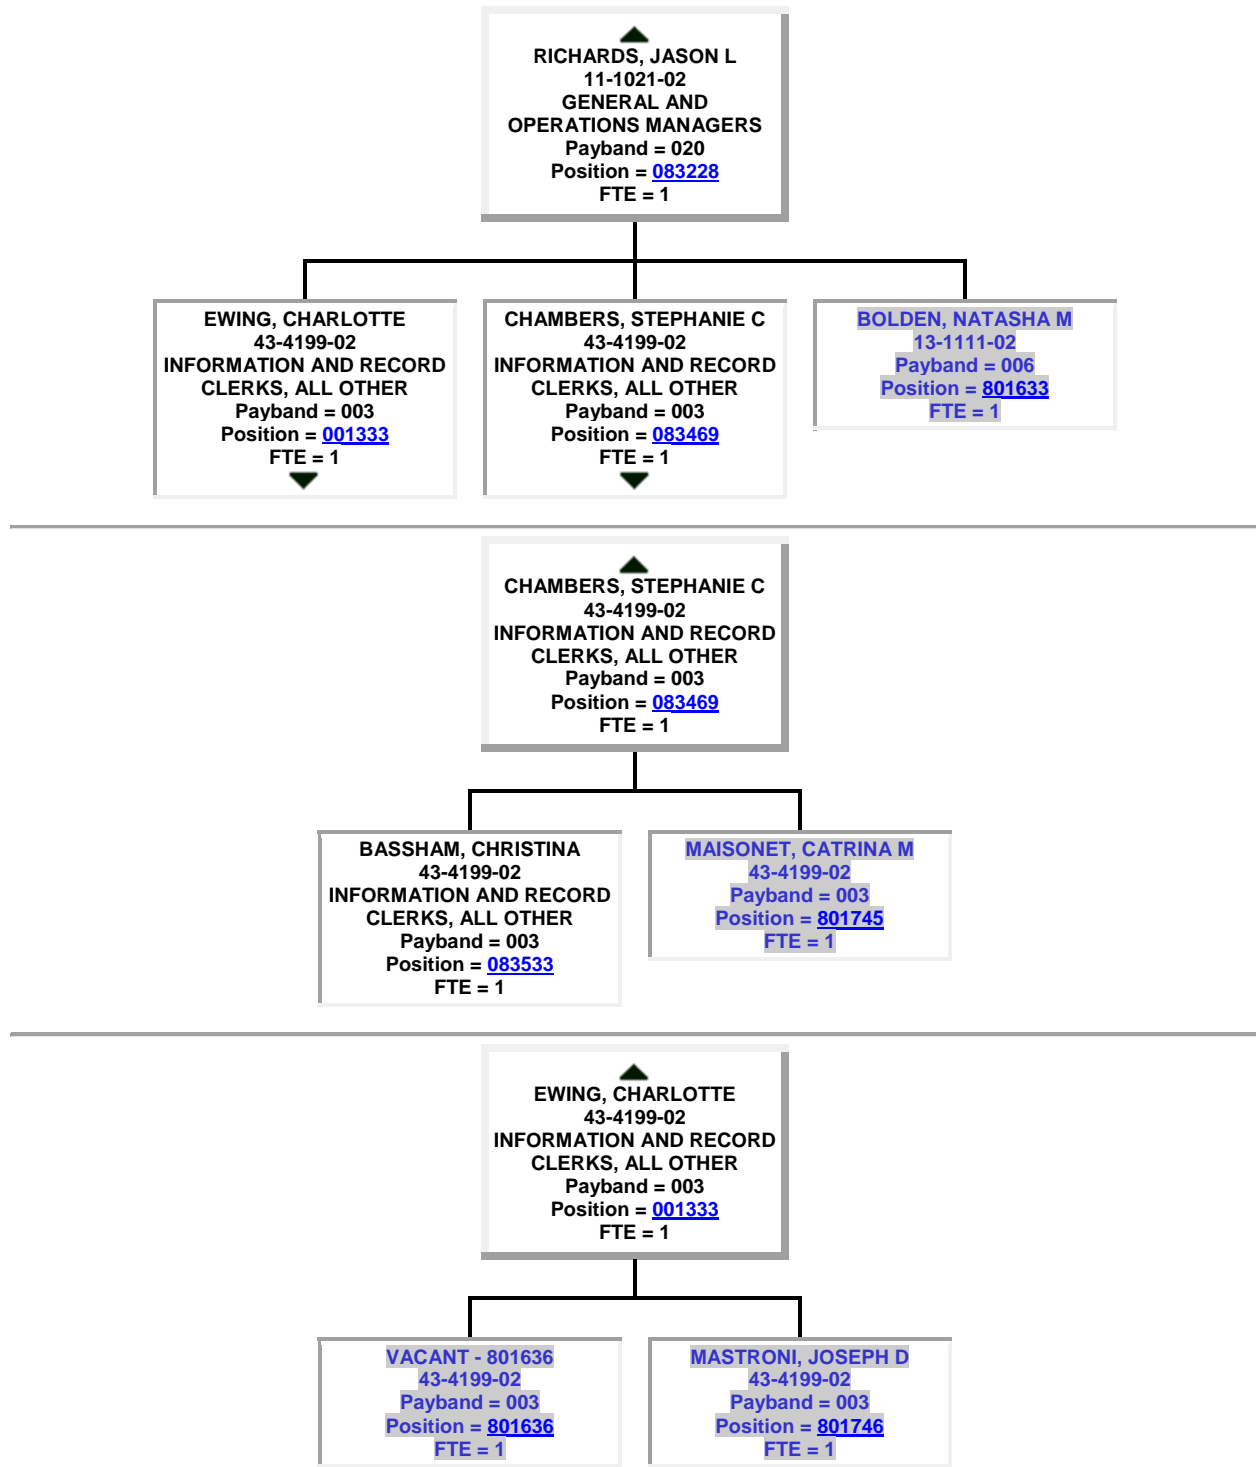 RICHARDS, JASON L
11-1021-02
GENERAL AND
OPERATIONS MANAGERS
Payband = 020
Position = 083228
FTE = 1
EWING, CHARLOTTE
43-4199-02
INFORMATION AND RECORD
CLERKS, ALL OTHER
Payband = 003
Position = 001333
FTE = 1
CHAMBERS, STEPHANIE C
43-4199-02
INFORMATION AND RECORD
CLERKS, ALL OTHER
Payband = 003
Position = 083469
FTE = 1
BOLDEN, NATASHA M
13-1111-02
Payband = 006
Position = 801633
FTE = 1
CHAMBERS, STEPHANIE C
43-4199-02
INFORMATION AND RECORD
CLERKS, ALL OTHER
Payband = 003
Position = 083469
FTE = 1
BASSHAM, CHRISTINA
43-4199-02
INFORMATION AND RECORD
CLERKS, ALL OTHER
Payband = 003
Position = 083533
FTE = 1
MAISONET, CATRINA M
43-4199-02
Payband = 003
Position = 801745
FTE = 1
EWING, CHARLOTTE
43-4199-02
INFORMATION AND RECORD
CLERKS, ALL OTHER
Payband = 003
Position = 001333
FTE = 1
VACANT - 801636
43-4199-02
Payband = 003
Position = 801636
FTE = 1
MASTRONI, JOSEPH D
43-4199-02
Payband = 003
Position = 801746
FTE = 1